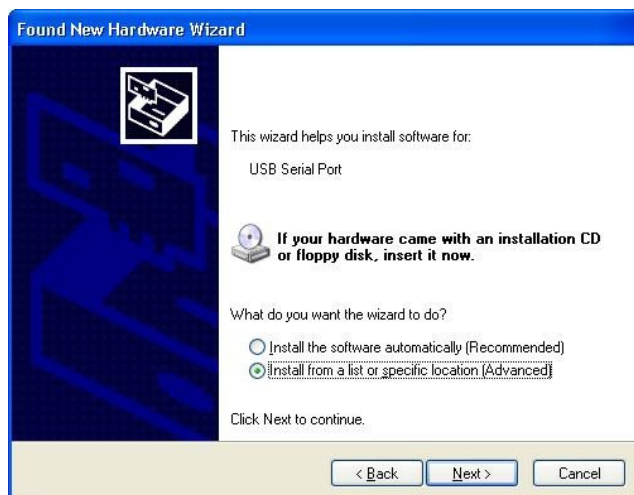 Found New Hardware Wizard
This wizard helps you install software for:
USB Serial Port
If your hardware came with an installation CD
or floppy disk, insert it now.
What do you want the wizard to do?
Install the software automatically (Recommended)
Install from a list or specific location (Advanced)
Click Next to continue.
< Back Next > Cancel